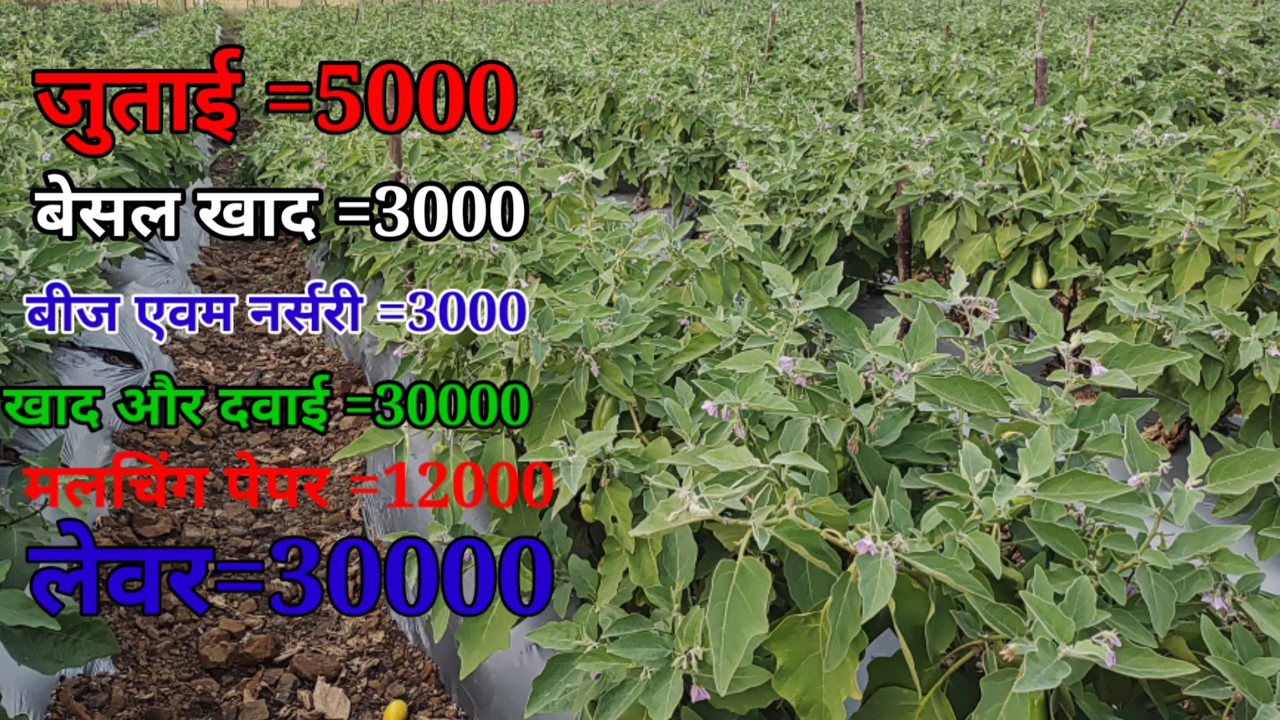 जुताई =5000
बेसल खाद =3000
बीज एवम नर्सरी =3000
खाद और दवाई =30000
मलचिंग पेपर =12000
लेवर=30000